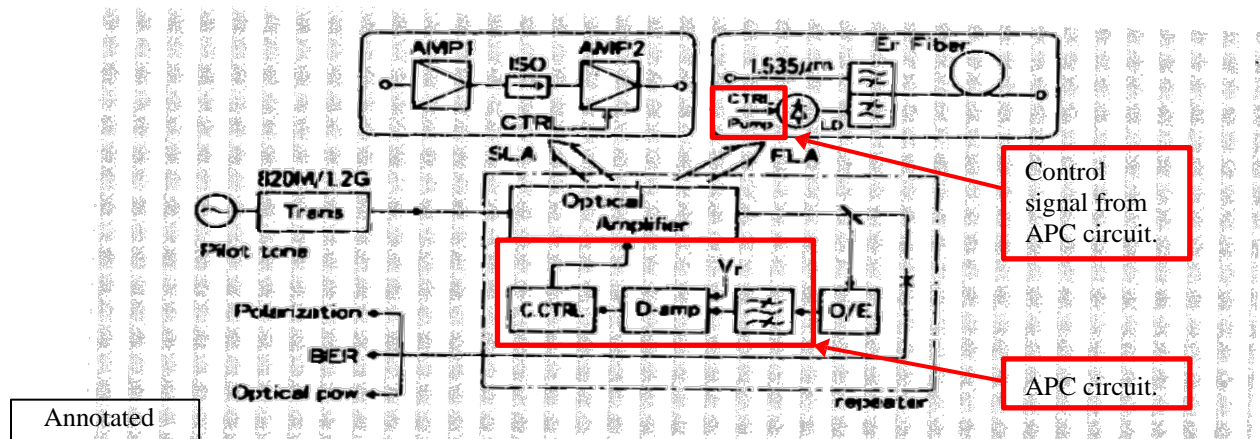 AMP1
ISO
AMP2
CTRL
SLA
Er Fiber
1.535μm
CTRL
Pump
LD
FLA
Control
signal from
APC circuit.
820M/1.2G
Trans
Pilot tone
Optical
Amplifier
Vr
C.CTRL
D-amp
O/E
Polarization
BER
Optical pow
repeater
APC circuit.
Annotated